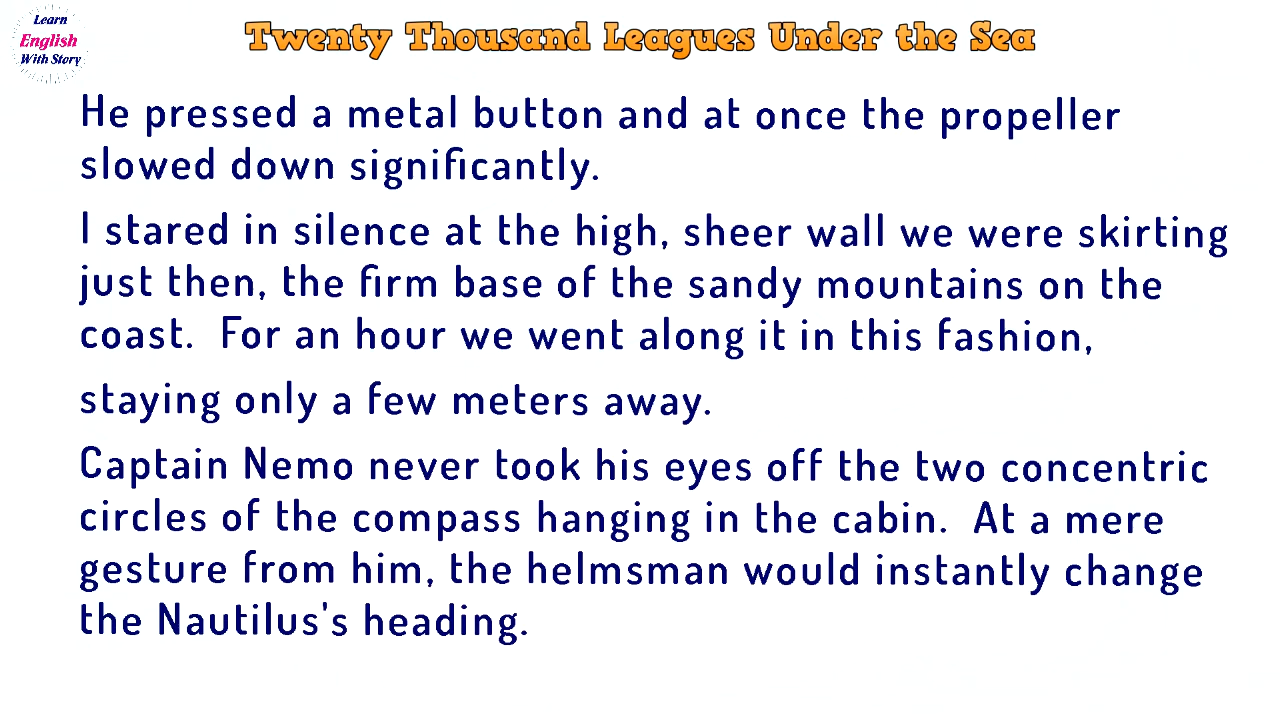 Learn
English
With Story
Twenty Thousand Leagues Under the Sea
He pressed a metal button and at once the propeller
slowed down significantly.
I stared in silence at the high, sheer wall we were skirting
just then, the firm base of the sandy mountains on the
coast.  For an hour we went along it in this fashion,
staying only a few meters away.
Captain Nemo never took his eyes off the two concentric
circles of the compass hanging in the cabin.  At a mere
gesture from him, the helmsman would instantly change
the Nautilus's heading.